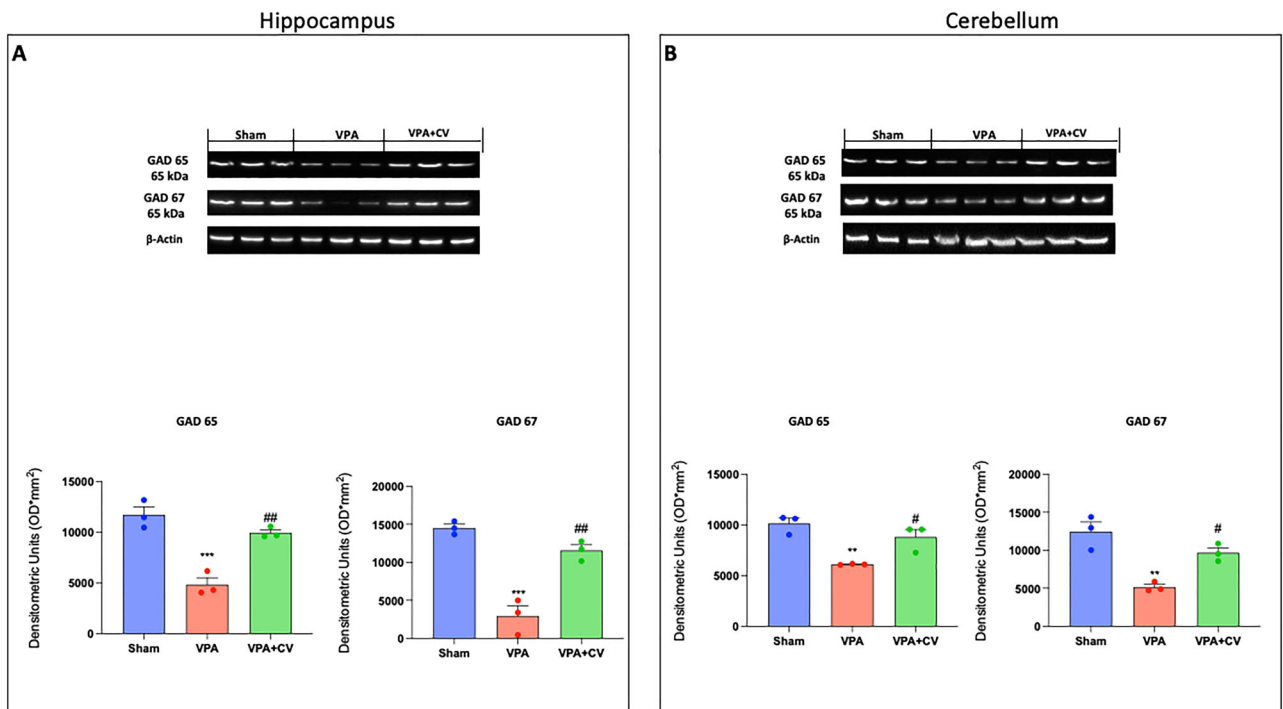 Hippocampus
A
Sham VPA VPA+CV
GAD 65
65 kDa
GAD 67
65 kDa
β-Actin
GAD 65
Densitometric Units (OD*mm²)
15000
10000
5000
0
***
##
Sham VPA VPA+CV
GAD 67
Densitometric Units (OD*mm²)
20000
15000
10000
5000
0
***
##
Sham VPA VPA+CV
Cerebellum
B
Sham VPA VPA+CV
GAD 65
65 kDa
GAD 67
65 kDa
β-Actin
GAD 65
Densitometric Units (OD*mm²)
15000
10000
5000
0
**
#
Sham VPA VPA+CV
GAD 67
Densitometric Units (OD*mm²)
20000
15000
10000
5000
0
**
#
Sham VPA VPA+CV